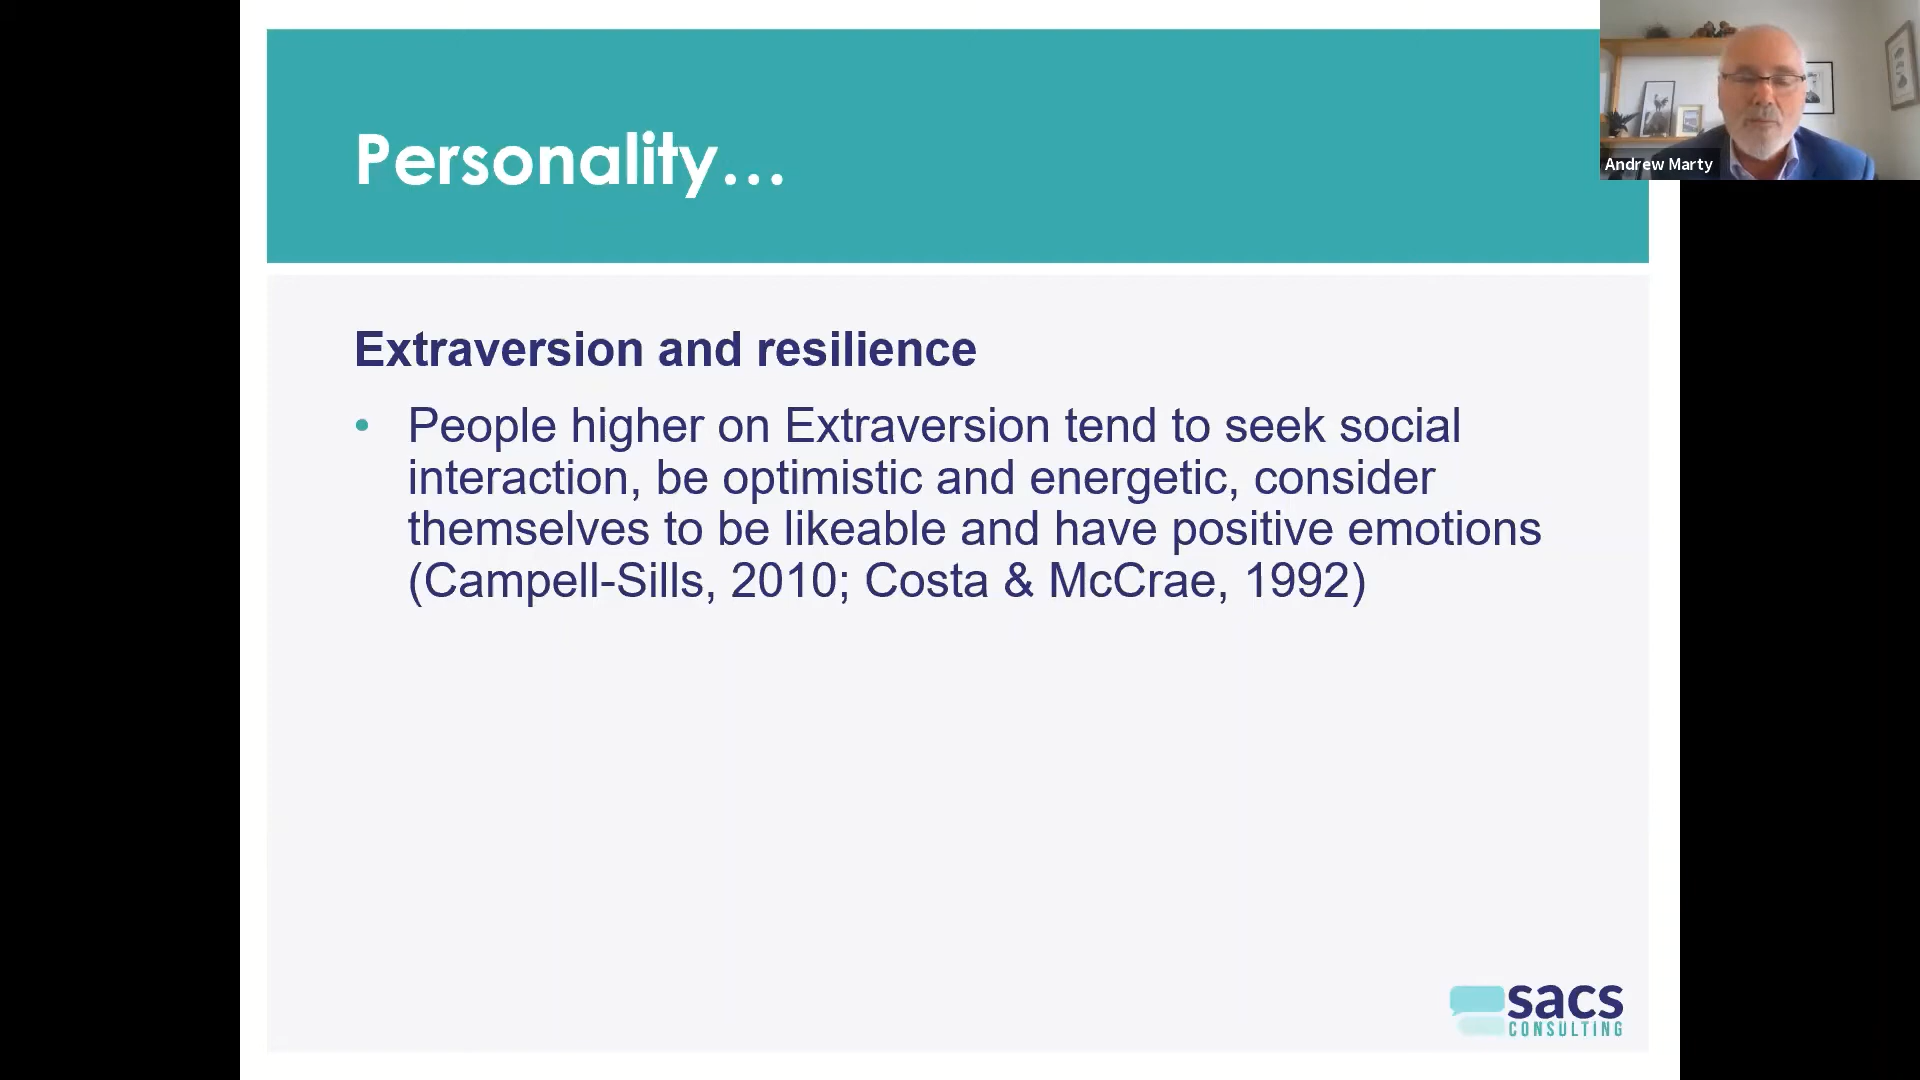 Personality...
Andrew Marty
Extraversion and resilience
• People higher on Extraversion tend to seek social
interaction, be optimistic and energetic, consider
themselves to be likeable and have positive emotions
(Campell-Sills, 2010; Costa & McCrae, 1992)
sacs
CONSULTING